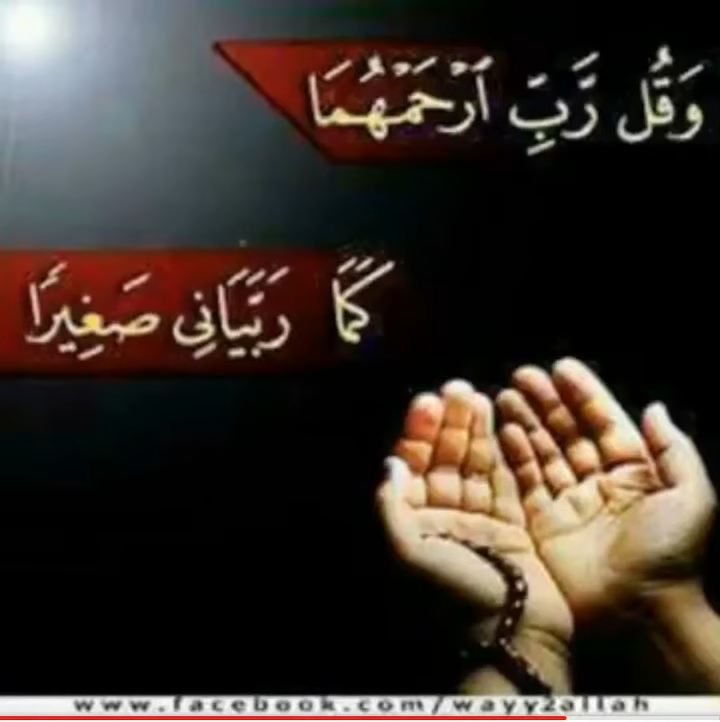 وَقُل رَّبِّ ٱرْحَمْهُمَا
كَمَا رَبَّيَانِى صَغِيرًا
www.facebook.com/wayy2allah